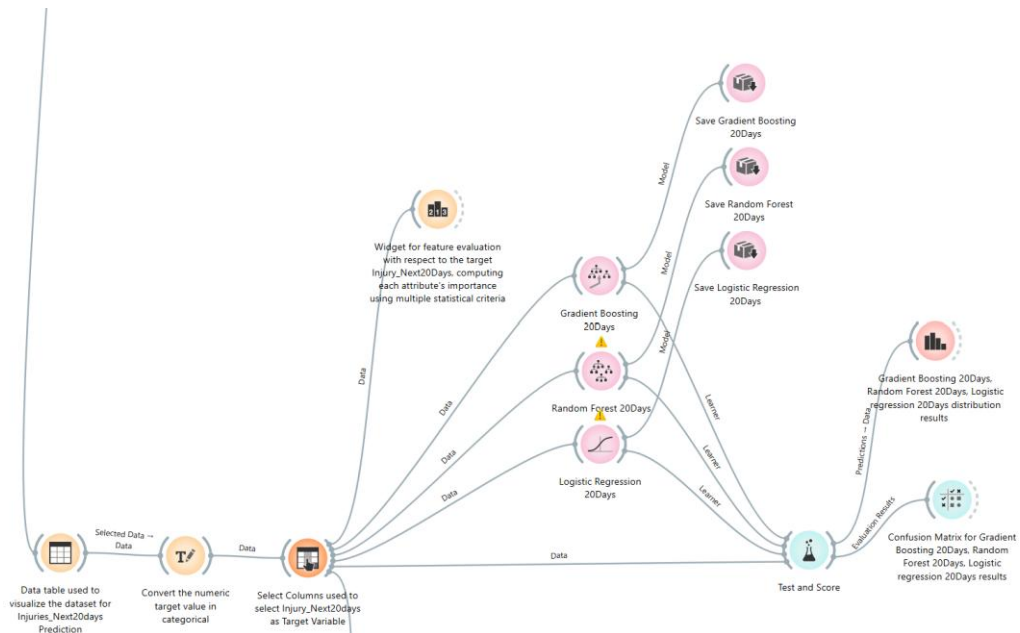 Save Gradient Boosting
20Days
Model
Save Random Forest
20Days
Model
Save Logistic Regression
20Days
Model
213
Widget for feature evaluation
with respect to the target
Injury_Next20Days, computing
each attribute's importance
using multiple statistical criteria
Data
Gradient Boosting
20Days
Data
Random Forest 20Days
Data
Logistic Regression
20Days
Data
Learner
Learner
Learner
Gradient Boosting 20Days,
Random Forest 20Days, Logistic
regression 20Days distribution
results
Predictions → Data
Evaluation Results
Confusion Matrix for Gradient
Boosting 20Days, Random
Forest 20Days, Logistic
regression 20Days results
Selected Data →
Data
Data
Data
Data table used to
visualize the dataset for
Injuries_Next20days
Prediction
T
Convert the numeric
target value in
categorical
Select Columns used to
select Injury_Next20days
as Target Variable
Test and Score